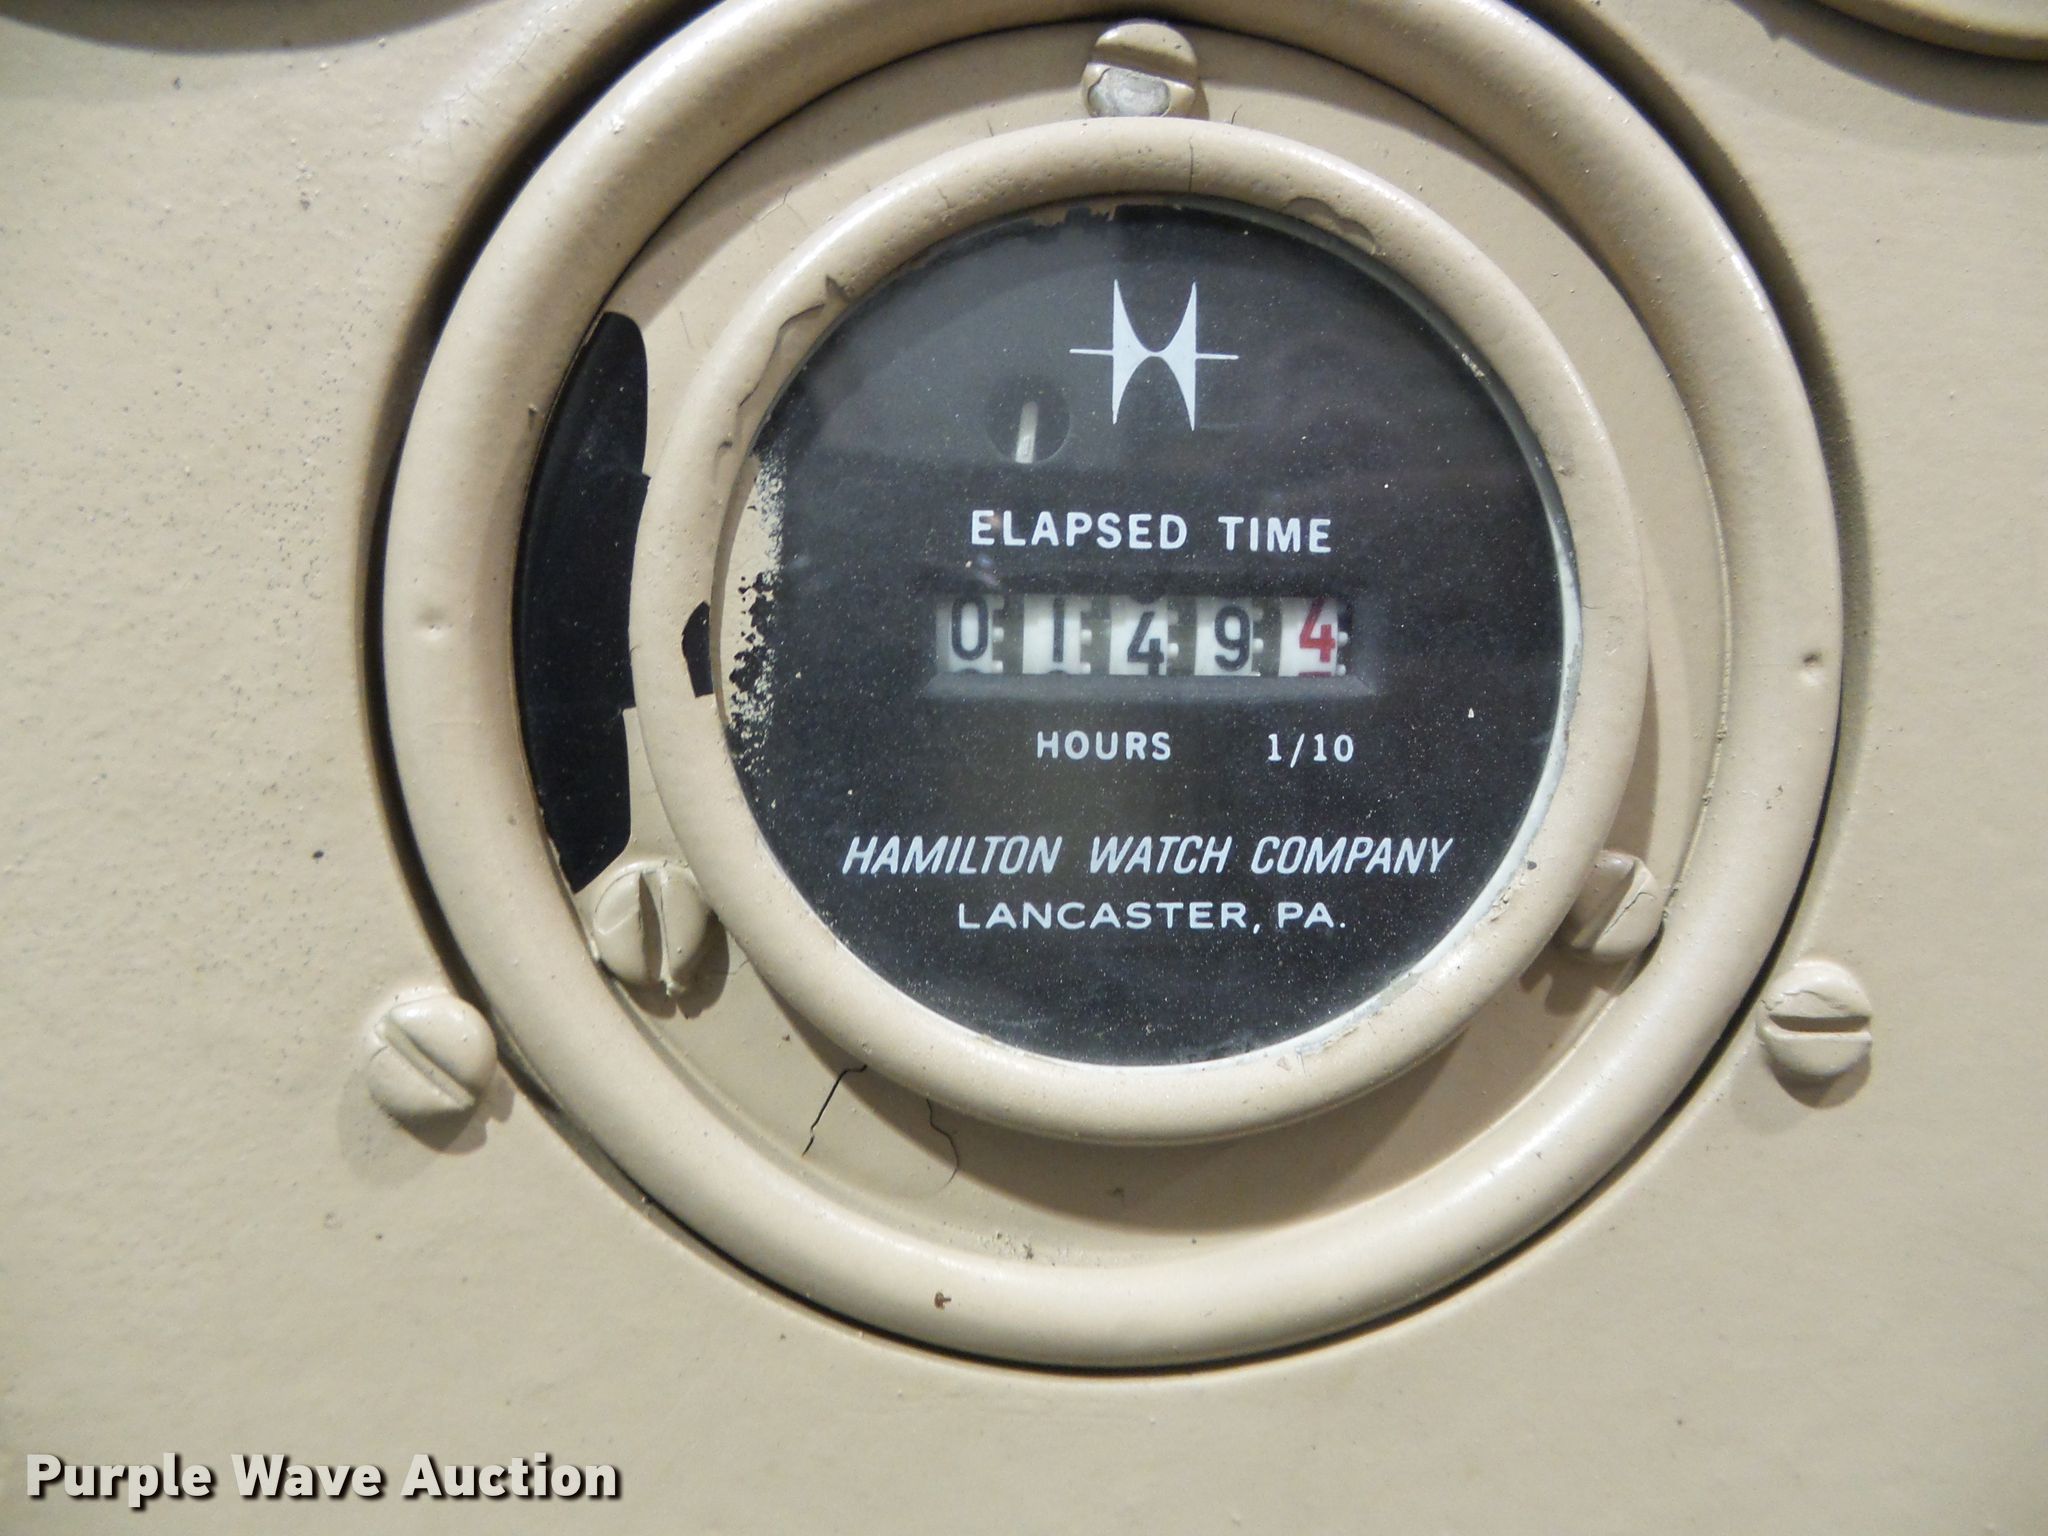 ELAPSED TIME
01494
HOURS 1/10
HAMILTON WATCH COMPANY
LANCASTER, PA.
Purple Wave Auction